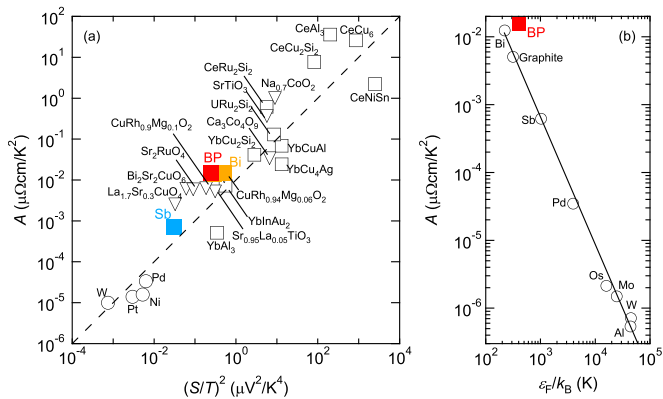 (a)
A (μΩcm/K²)
10²
10¹
10⁰
10⁻¹
10⁻²
10⁻³
10⁻⁴
10⁻⁵
10⁻⁶
CeAl₃
CeCu₆
CeCu₂Si₂
CeRu₂Si₂
Na₀.₇CoO₂
SrTiO₃
CeNiSn
URu₂Si₂
Ca₃Co₄O₉
CuRh₀.₉Mg₀.₁O₂
YbCu₂Si₂
YbCuAl
Sr₂RuO₄
BP
Bi
YbCu₄Ag
Bi₂Sr₂CuO₆
La₁.₇Sr₀.₃CuO₄
CuRh₀.₉₄Mg₀.₀₆O₂
Sb
YbInAu₂
Sr₀.₉₅La₀.₀₅TiO₃
YbAl₃
Pd
W
Pt
Ni
10⁻⁴
10⁻²
10⁰
10²
10⁴
(S/T)² (μV²/K⁴)
(b)
A (μΩcm/K²)
10⁻²
10⁻³
10⁻⁴
10⁻⁵
10⁻⁶
BP
Bi
Graphite
Sb
Pd
Os
Mo
W
Al
10²
10³
10⁴
10⁵
εF/kB (K)